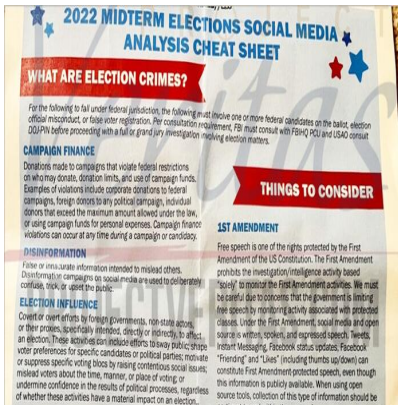 2022 MIDTERM ELECTIONS SOCIAL MEDIA
ANALYSIS CHEAT SHEET
WHAT ARE ELECTION CRIMES?
For the following to fall under federal jurisdiction, the following must involve one or more federal candidates on the ballot, election
official misconduct, or false voter registration. Per consultation requirement, FBI must consult with FBIHQ PCU and USAO consult
DOJ-PIN before proceeding with a full or grand jury investigation involving election matters.
CAMPAIGN FINANCE
Donations made to campaigns that violate federal restrictions
on who may donate, donation limits, and use of campaign funds.
Examples of violations include corporate donations to federal
campaigns, foreign donors to any political campaign, individual
donors that exceed the maximum amount allowed under the law,
or using campaign funds for personal expenses. Campaign finance
violations can occur at any time during a campaign or candidacy.
DISINFORMATION
False or inaccurate information intended to mislead others.
Disinformation campaigns on social media are used to deliberately
confuse, trick, or upset the public.
ELECTION INFLUENCE
Covert or overt efforts by foreign governments, non-state actors,
or their proxies, specifically intended, directly or indirectly, to affect
an election. These activities can include efforts to sway public; shape
voter preferences for specific candidates or political parties; motivate
or suppress specific voting blocs by raising contentious social issues;
mislead voters about the time, manner, or place of voting; or
undermine confidence in the results of political processes, regardless
of whether these activities have a material impact on an election.
THINGS TO CONSIDER
1ST AMENDMENT
Free speech is one of the rights protected by the First
Amendment of the US Constitution. The First Amendment
prohibits the investigation/intelligence activity based
"solely" to monitor the First Amendment activities. We must
be careful due to concerns that the government is limiting
free speech by monitoring activity associated with protected
classes. Under the First Amendment, social media and open
source is written, spoken, and expressed speech. Tweets,
Instant Messaging, Facebook status updates, Facebook
"Friending" and "Likes" (including thumbs up/down) can
constitute First Amendment-protected speech, even though
this information is publicly available. When using open
source tools, collection of this type of information should be
Veritas